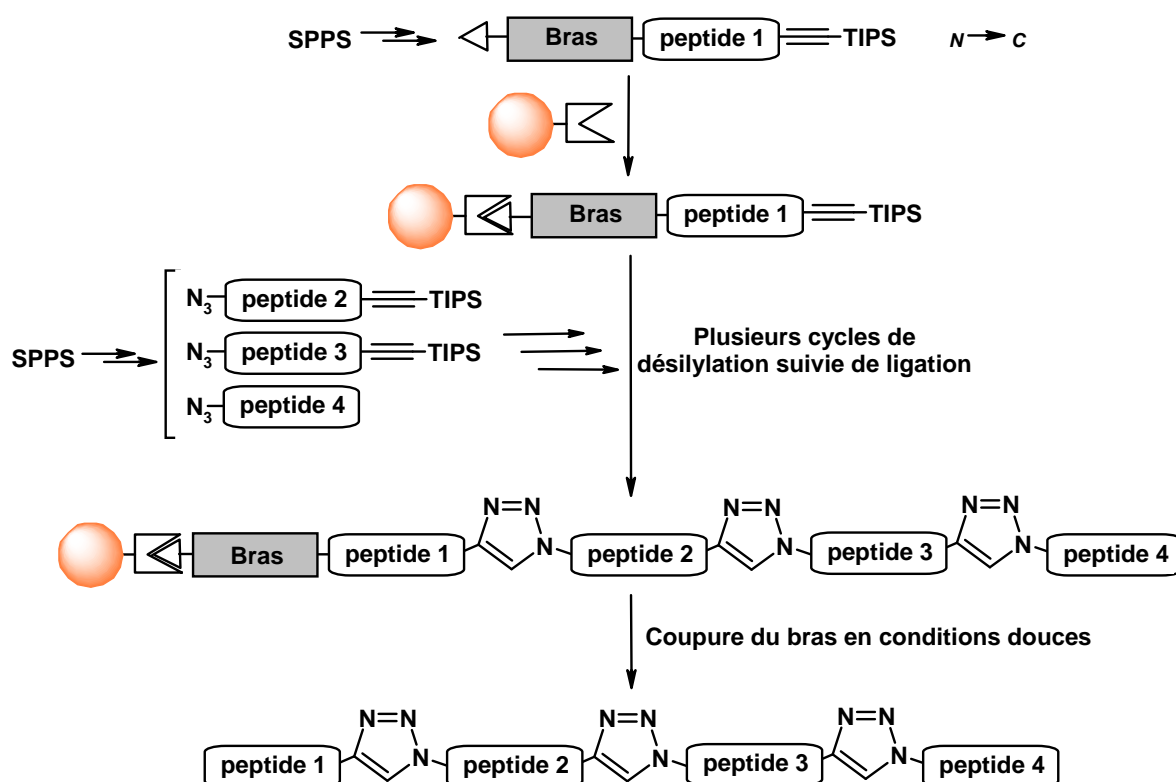 SPPS Bras peptide 1 TIPS N C
Bras peptide 1 TIPS
N3 peptide 2 TIPS
SPPS N3 peptide 3 TIPS
N3 peptide 4
Plusieurs cycles de
désilylation suivie de ligation
N=N N=N N=N
Bras peptide 1 N peptide 2 N peptide 3 N peptide 4
Coupure du bras en conditions douces
N=N N=N N=N
peptide 1 N peptide 2 N peptide 3 N peptide 4